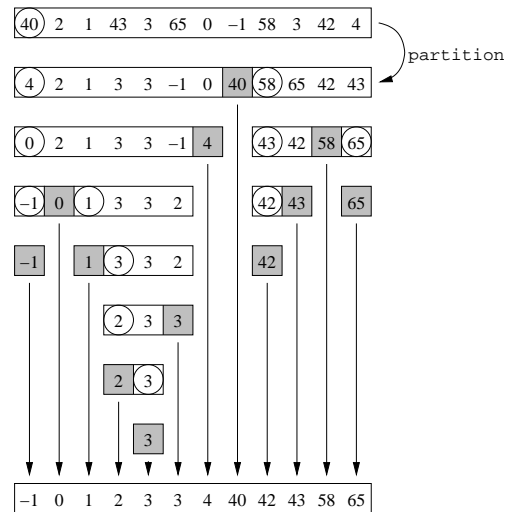 40 2 1 43 3 65 0 −1 58 3 42 4
partition
4 2 1 3 3 −1 0 40 58 65 42 43
0 2 1 3 3 −1 4 43 42 58 65
−1 0 1 3 3 2 42 43 65
−1 1 3 3 2 42
2 3 3
2 3
3
−1 0 1 2 3 3 4 40 42 43 58 65